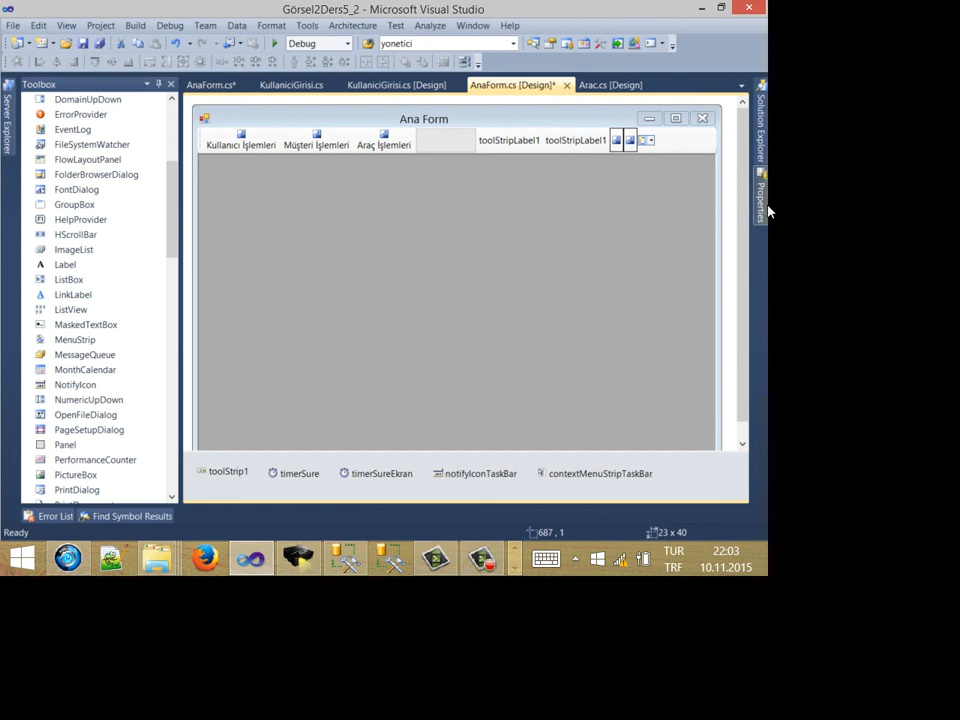 Görsel2Ders5_2 - Microsoft Visual Studio
File Edit View Project Build Debug Team Data Format Tools Architecture Test Analyze Window Help
Debug yonetici
Toolbox
AnaForm.cs* KullaniciGirisi.cs KullaniciGirisi.cs [Design] AnaForm.cs [Design]* Arac.cs [Design]
Server Explorer
DomainUpDown
ErrorProvider
EventLog
FileSystemWatcher
FlowLayoutPanel
FolderBrowserDialog
FontDialog
GroupBox
HelpProvider
HScrollBar
ImageList
Label
ListBox
LinkLabel
ListView
MaskedTextBox
MenuStrip
MessageQueue
MonthCalendar
NotifyIcon
NumericUpDown
OpenFileDialog
PageSetupDialog
Panel
PerformanceCounter
PictureBox
PrintDialog
Ana Form
Kullanıcı İşlemleri Müşteri İşlemleri Araç İşlemleri toolStripLabel1 toolStripLabel1
Solution Explorer
Properties
toolStrip1 timerSure timerSureEkran notifyIconTaskBar contextMenuStripTaskBar
Error List Find Symbol Results
Ready 687 , 1 23 x 40
TUR 22:03
TRF 10.11.2015